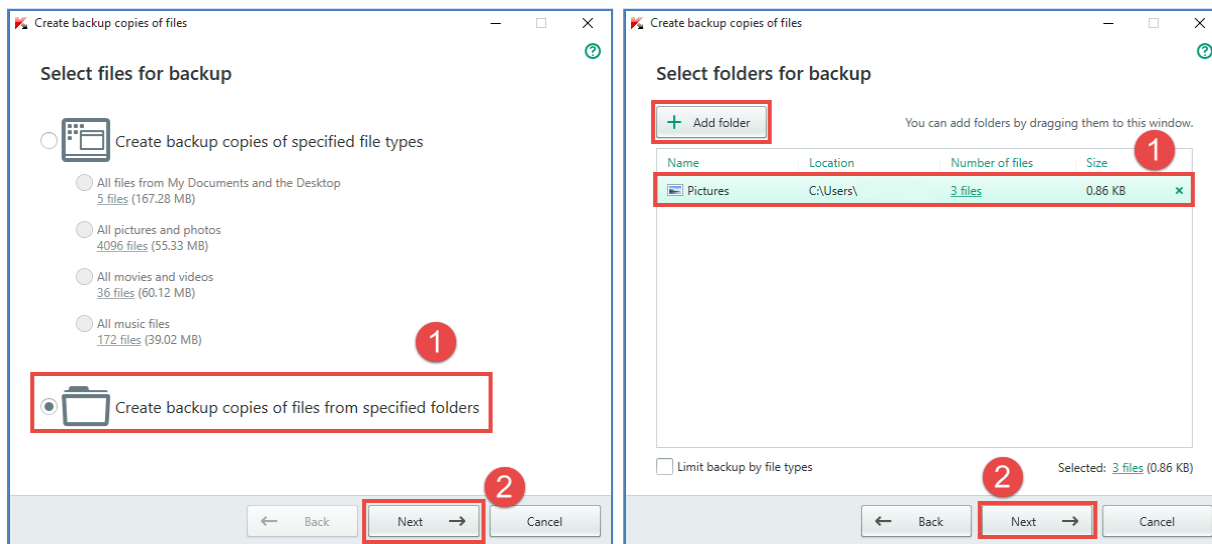 Create backup copies of files
Select files for backup
Create backup copies of specified file types
All files from My Documents and the Desktop
5 files (167.28 MB)
All pictures and photos
4096 files (55.33 MB)
All movies and videos
36 files (60.12 MB)
All music files
172 files (39.02 MB)
1
Create backup copies of files from specified folders
2
Back Next Cancel
Create backup copies of files
Select folders for backup
Add folder You can add folders by dragging them to this window.
1
Name Location Number of files Size
Pictures C:\Users\ 3 files 0.86 KB
Limit backup by file types Selected: 3 files (0.86 KB)
2
Back Next Cancel